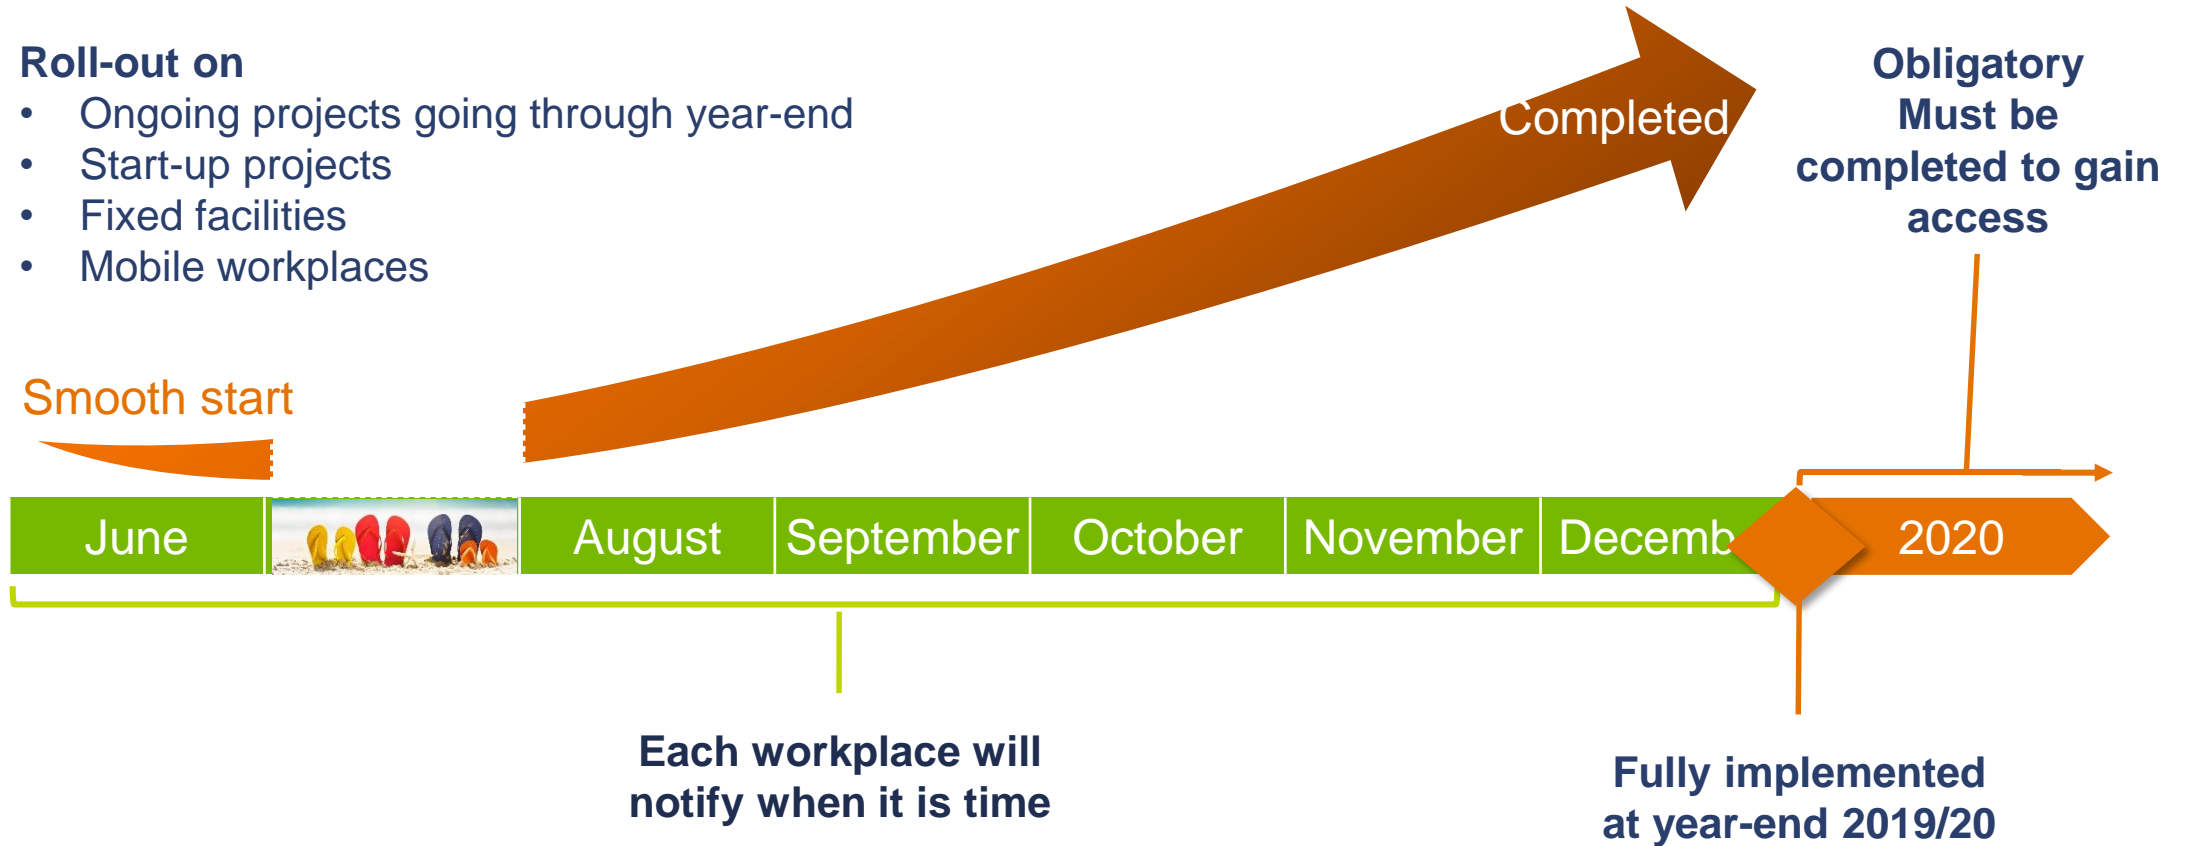 Roll-out on
• Ongoing projects going through year-end
• Start-up projects
• Fixed facilities
• Mobile workplaces
Completed
Obligatory
Must be
completed to gain
access
Smooth start
June
August
September
October
November
Decemb
2020
Each workplace will
notify when it is time
Fully implemented
at year-end 2019/20